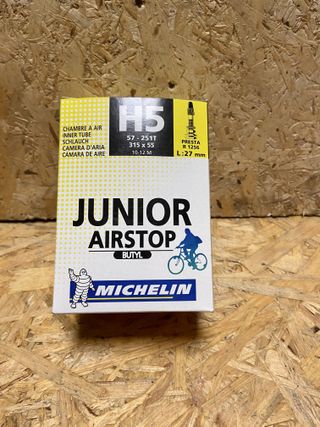 CHAMBRE A AIR
INNER TUBE
SCHLAUCH
CAMERA D'ARIA
CAMARA DE AIRE
H5
57 - 251T
315 x 55
10-12 M
PRESTA
R 1256
L: 27 mm
JUNIOR
AIRSTOP
BUTYL
MICHELIN